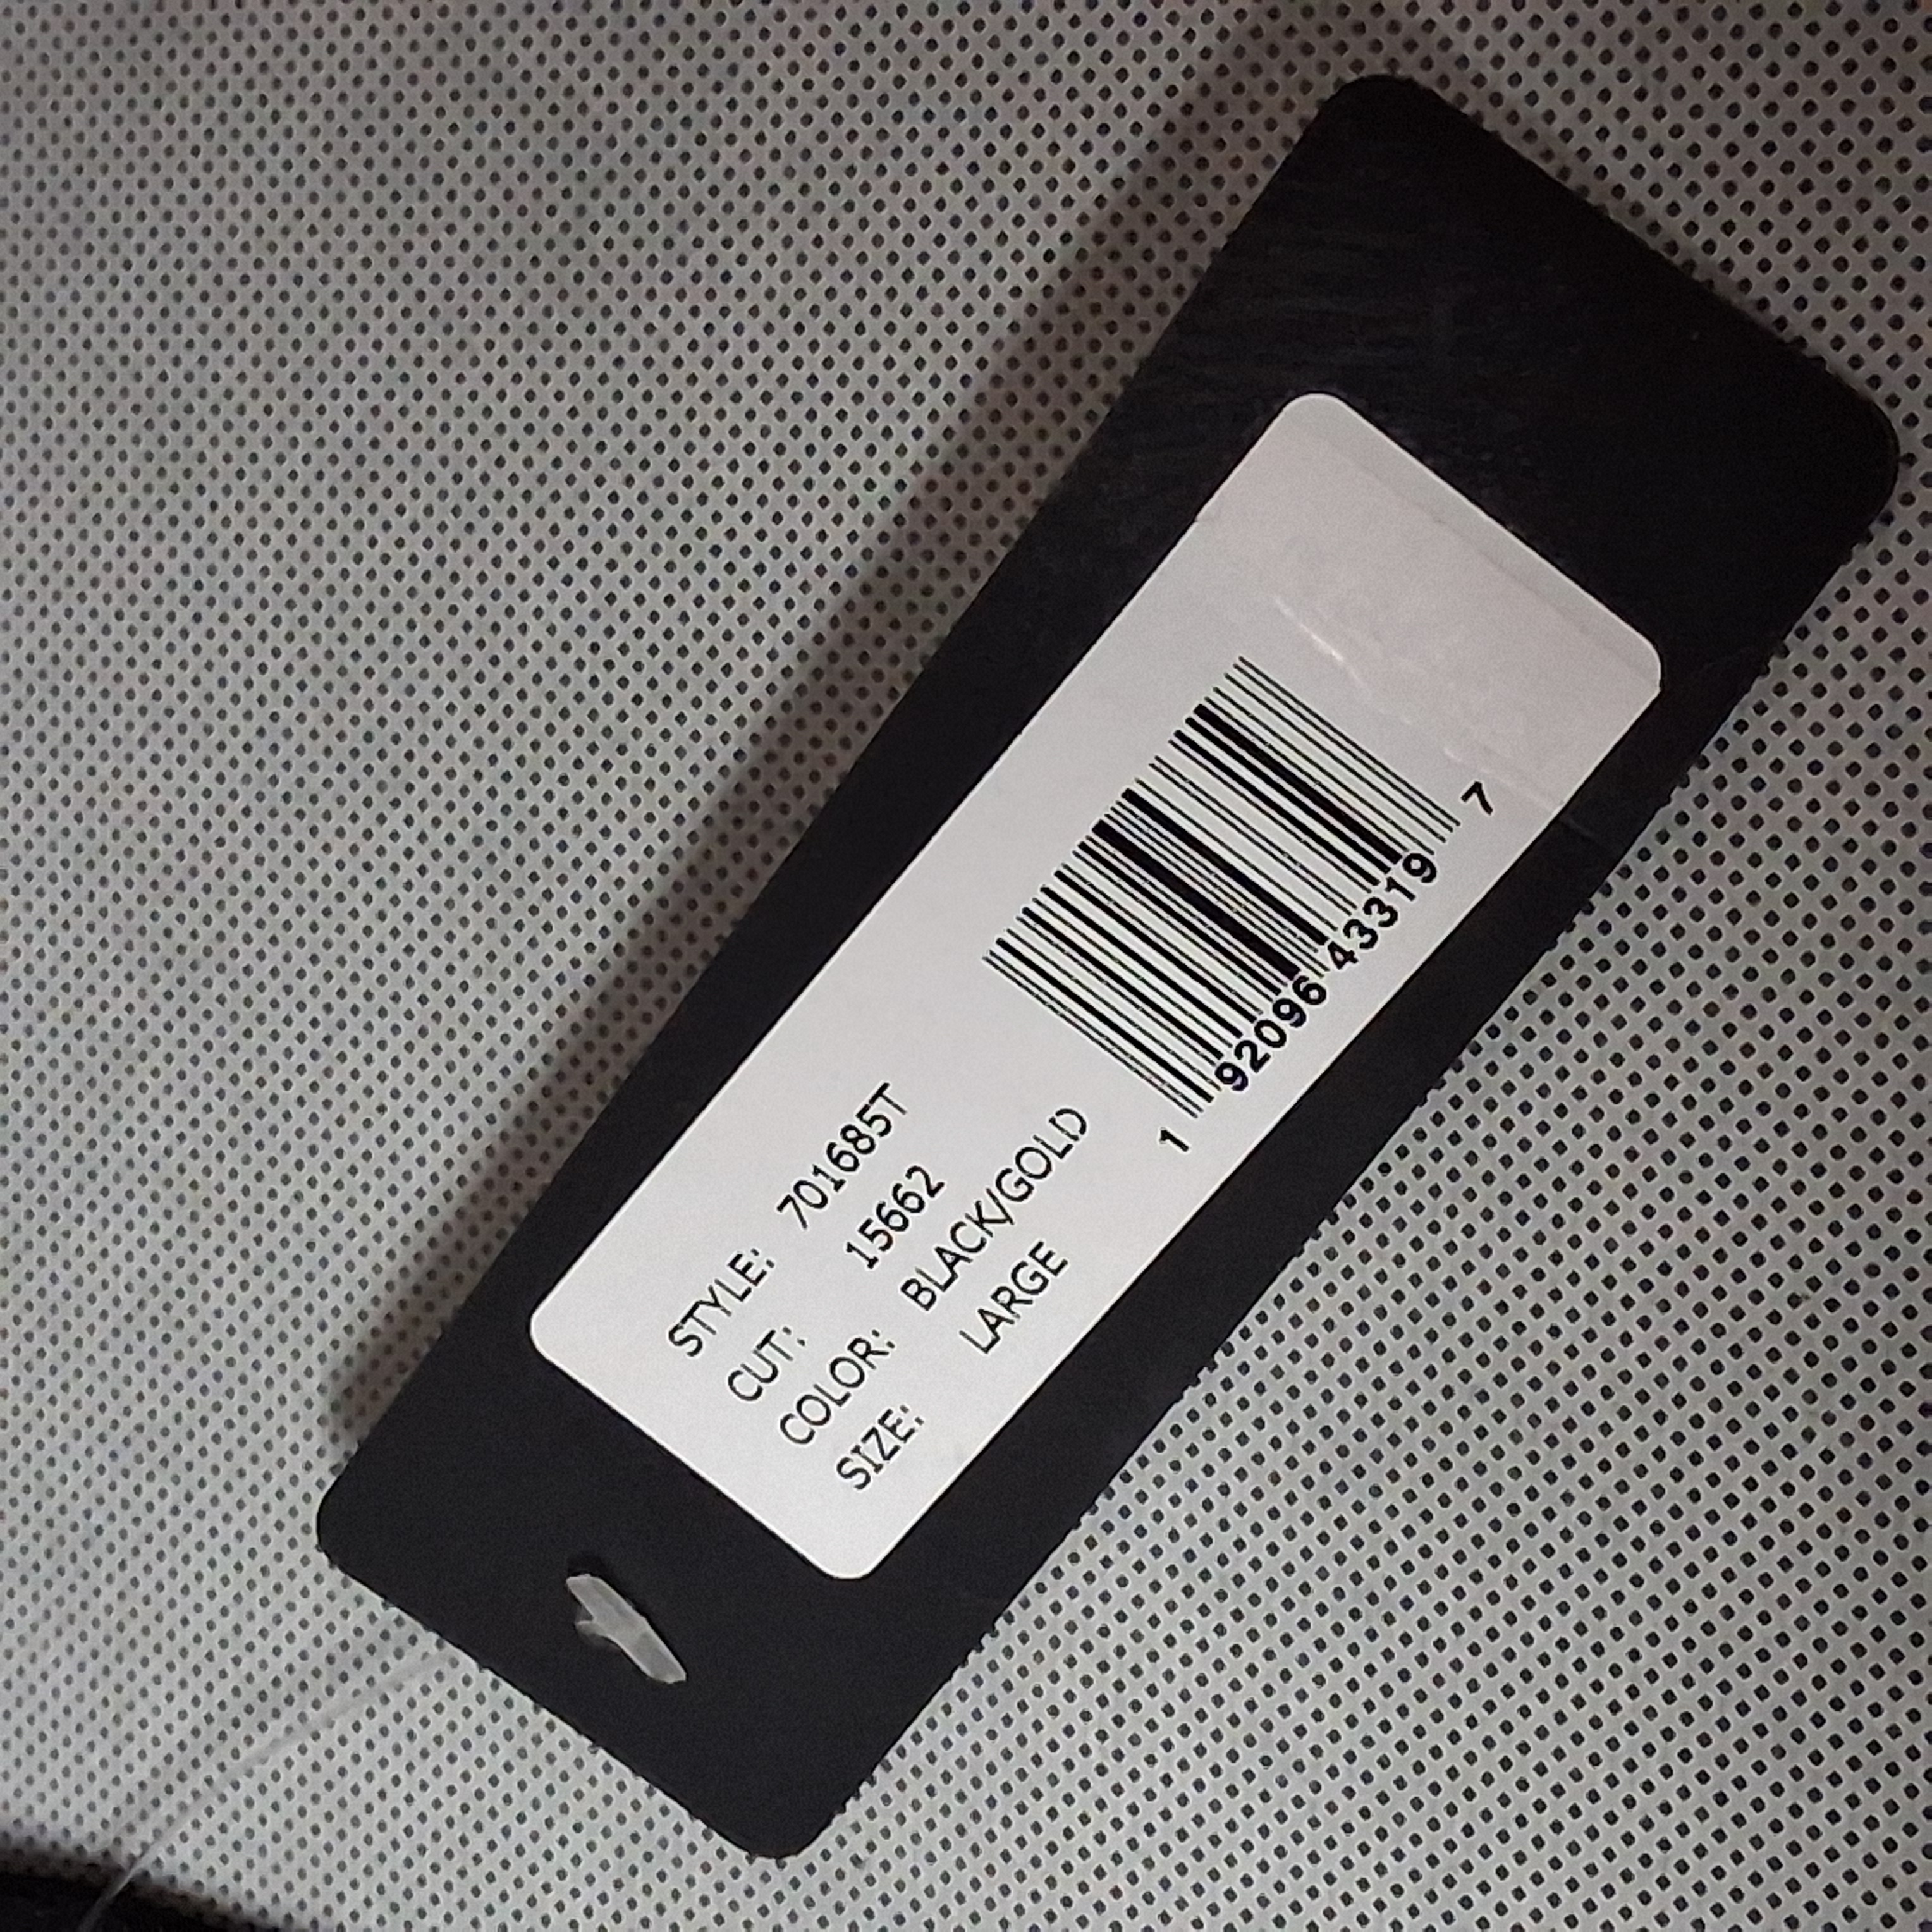 STYLE: 701685T
CUT: 15662
COLOR: BLACK/GOLD
SIZE: LARGE
1 92096 43319 7